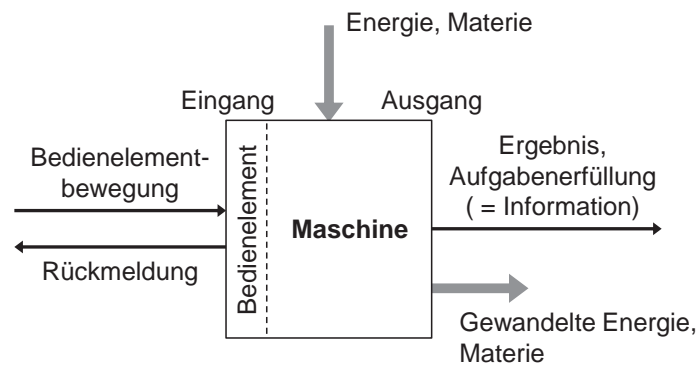 Energie, Materie
Eingang
Ausgang
Bedienelement-
bewegung
Rückmeldung
Bedienelement
Maschine
Ergebnis,
Aufgabenerfüllung
( = Information)
Gewandelte Energie,
Materie